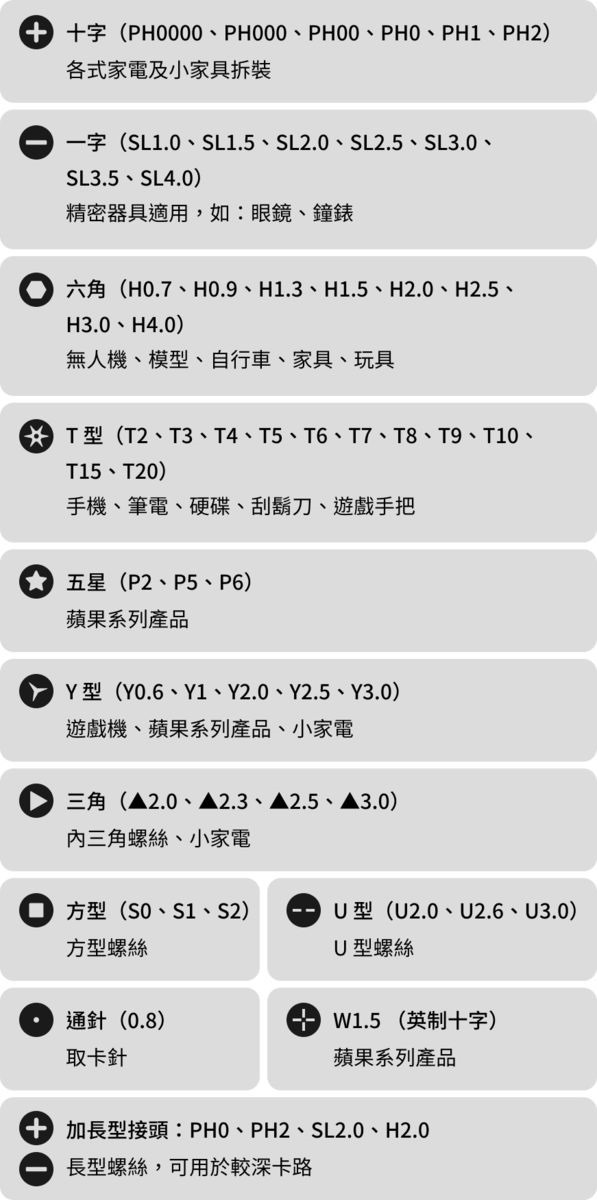 十字（PH0000、PH000、PH00、PH0、PH1、PH2）
各式家電及小家具拆裝
一字（SL1.0、SL1.5、SL2.0、SL2.5、SL3.0、
SL3.5、SL4.0）
精密器具適用，如：眼鏡、鐘錶
六角（H0.7、H0.9、H1.3、H1.5、H2.0、H2.5、
H3.0、H4.0）
無人機、模型、自行車、家具、玩具
T 型（T2、T3、T4、T5、T6、T7、T8、T9、T10、
T15、T20）
手機、筆電、硬碟、刮鬍刀、遊戲手把
五星（P2、P5、P6）
蘋果系列產品
Y 型（Y0.6、Y1、Y2.0、Y2.5、Y3.0）
遊戲機、蘋果系列產品、小家電
三角（▲2.0、▲2.3、▲2.5、▲3.0）
內三角螺絲、小家電
方型（S0、S1、S2）
方型螺絲
U 型（U2.0、U2.6、U3.0）
U 型螺絲
通針（0.8）
取卡針
W1.5 （英制十字）
蘋果系列產品
加長型接頭：PH0、PH2、SL2.0、H2.0
長型螺絲，可用於較深卡路